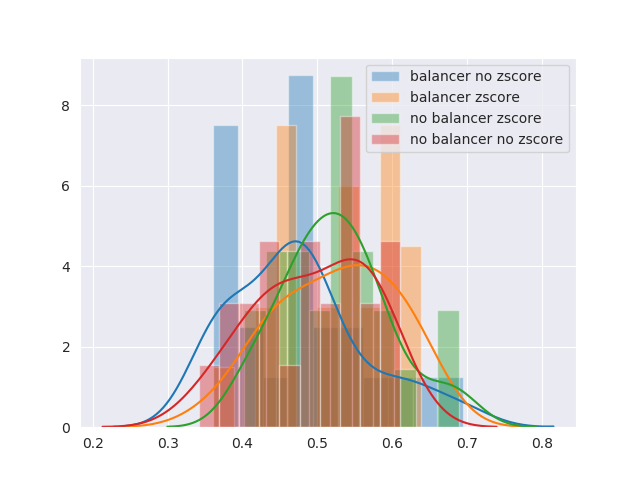 balancer no zscore
balancer zscore
no balancer zscore
no balancer no zscore
8
6
4
2
0
0.2 0.3 0.4 0.5 0.6 0.7 0.8